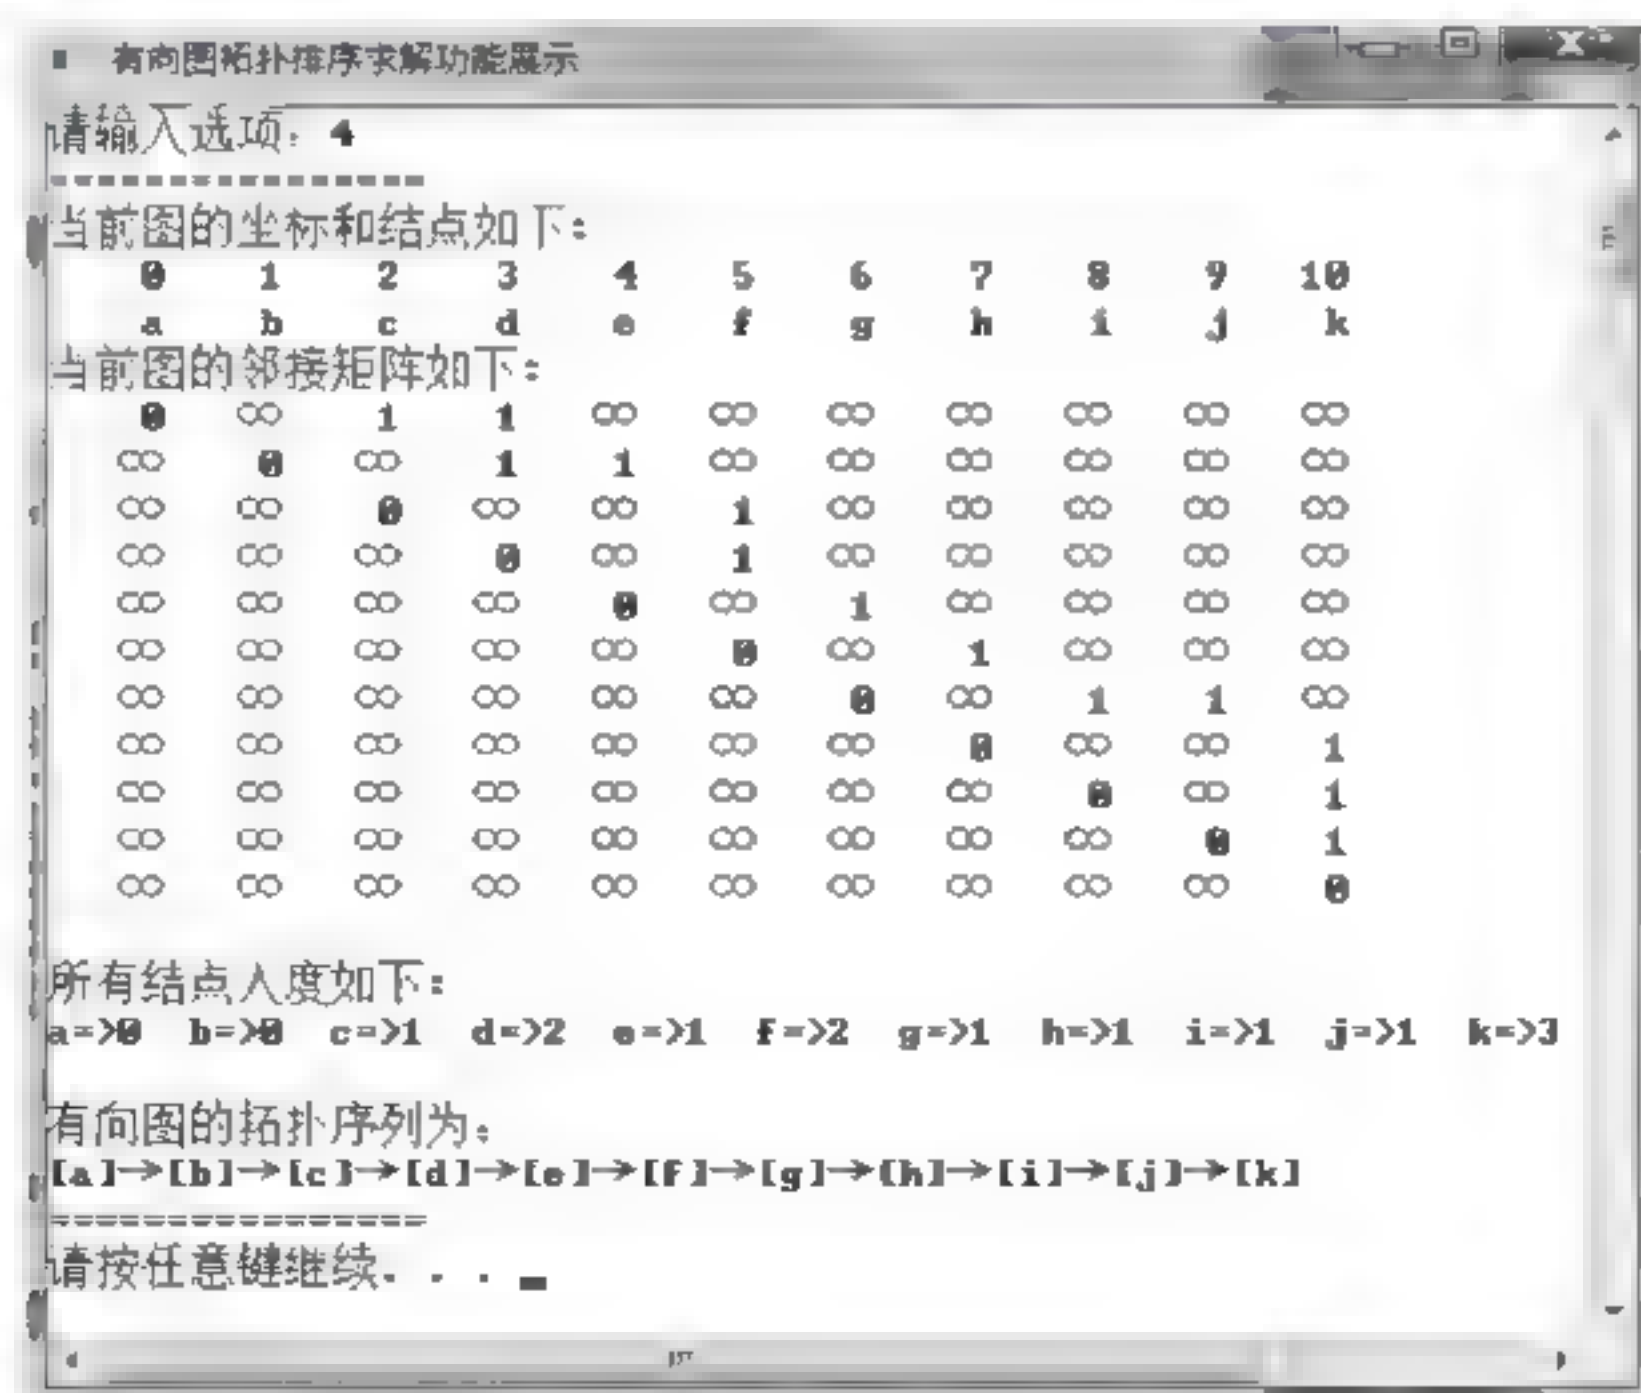 有向图拓扑排序求解功能展示
请输入选项: 4
----------------
当前图的坐标和结点如下:
0 1 2 3 4 5 6 7 8 9 10
a b c d e f g h i j k
当前图的邻接矩阵如下:
0 ∞ 1 1 ∞ ∞ ∞ ∞ ∞ ∞ ∞
∞ 0 ∞ 1 1 ∞ ∞ ∞ ∞ ∞ ∞
∞ ∞ 0 ∞ ∞ 1 ∞ ∞ ∞ ∞ ∞
∞ ∞ ∞ 0 ∞ 1 ∞ ∞ ∞ ∞ ∞
∞ ∞ ∞ ∞ 0 ∞ 1 ∞ ∞ ∞ ∞
∞ ∞ ∞ ∞ ∞ 0 ∞ 1 ∞ ∞ ∞
∞ ∞ ∞ ∞ ∞ ∞ 0 ∞ 1 1 ∞
∞ ∞ ∞ ∞ ∞ ∞ ∞ 0 ∞ ∞ 1
∞ ∞ ∞ ∞ ∞ ∞ ∞ ∞ 0 ∞ 1
∞ ∞ ∞ ∞ ∞ ∞ ∞ ∞ ∞ 0 1
∞ ∞ ∞ ∞ ∞ ∞ ∞ ∞ ∞ ∞ 0
所有结点入度如下:
a=>0 b=>0 c=>1 d=>2 e=>1 f=>2 g=>1 h=>1 i=>1 j=>1 k=>3
有向图的拓扑序列为:
[a]→[b]→[c]→[d]→[e]→[f]→[g]→[h]→[i]→[j]→[k]
================
请按任意键继续. . .